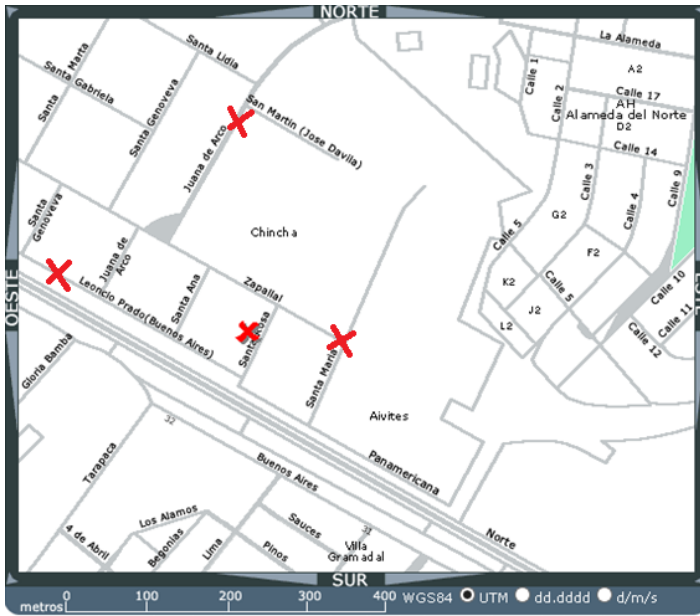 NORTE
Santa Marta
Santa Lidia
Santa Gabriela
Santa Genoveva
San Martin (Jose Davila)
Juana de Arco
La Alameda
Calle 1
A2
Calle 2
Calle 17
AH
Alameda del Norte
D2
Calle 14
Calle 3
Calle 4
Calle 9
Santa Genoveva
Chincha
G2
Calle 5
Juana de Arco
F2
OESTE
Leoncio Prado(Buenos Aires)
Santa Ana
Zapallal
K2
Calle 5
J2
L2
Calle 10
Calle 11
Calle 12
Santa Maria
Gloria Bamba
Aivites
32
Tarapaca
Buenos Aires
Panamericana
Norte
Los Alamos
4 de Abril
Begonias
Lima
Sauces
Pinos
31
Villa
Gramadal
SUR
metros
0 100 200 300 400
WGS84 UTM dd.dddd d/m/s